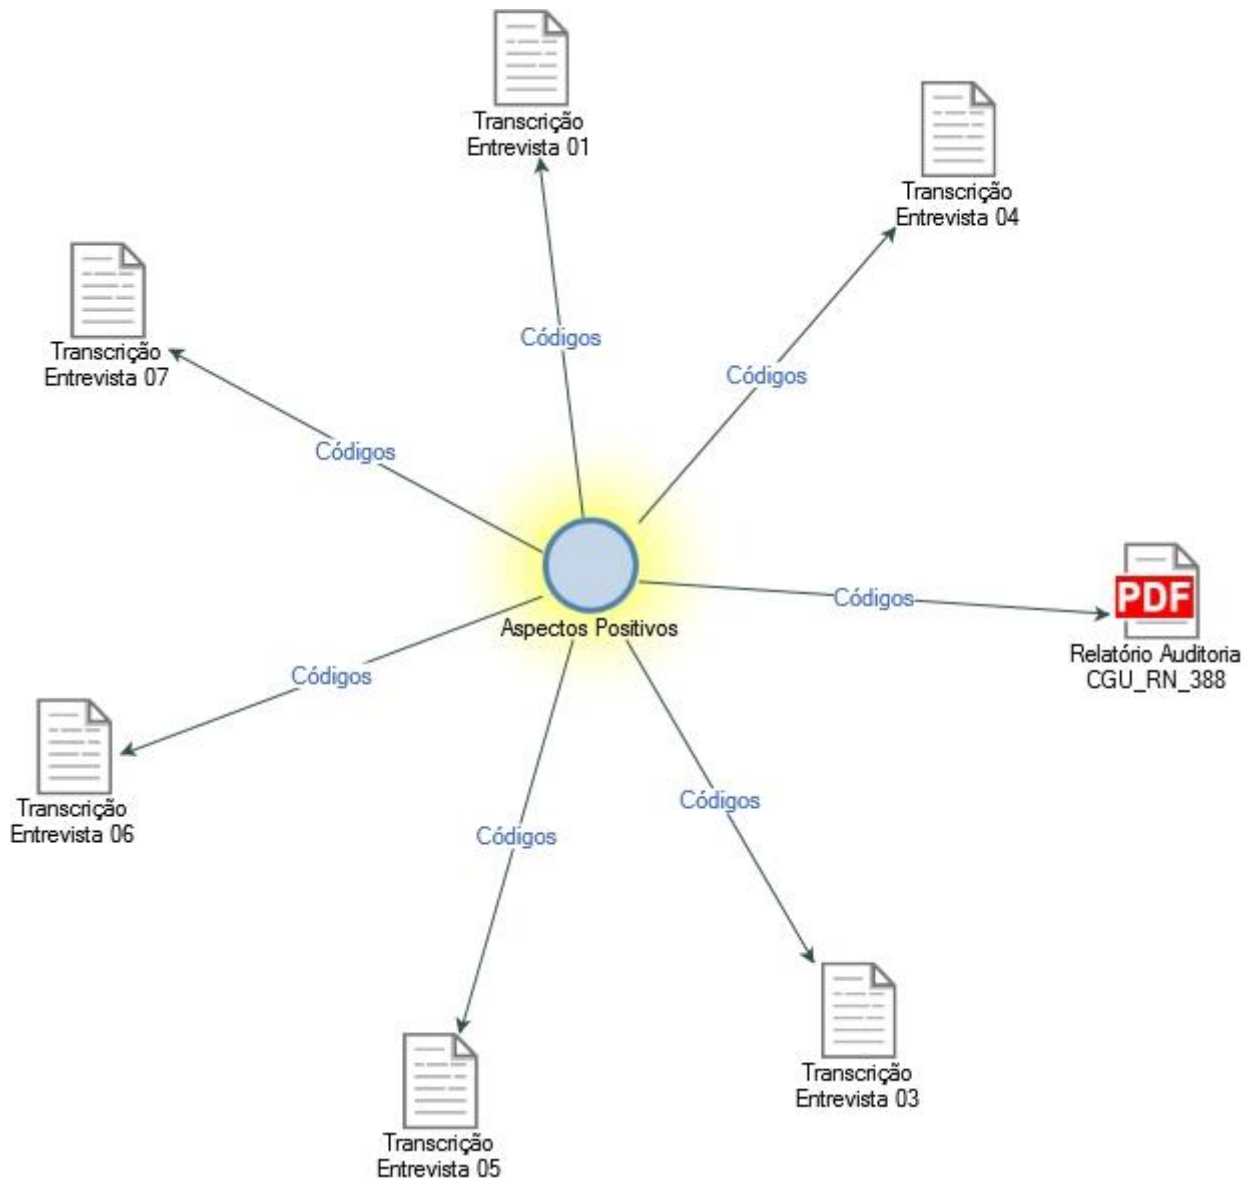 Transcrição
Entrevista 01
Transcrição
Entrevista 04
Transcrição
Entrevista 07
Códigos
Códigos
Códigos
Códigos
Aspectos Positivos
PDF
Relatório Auditoria
CGU_RN_388
Códigos
Códigos
Códigos
Transcrição
Entrevista 06
Transcrição
Entrevista 03
Transcrição
Entrevista 05